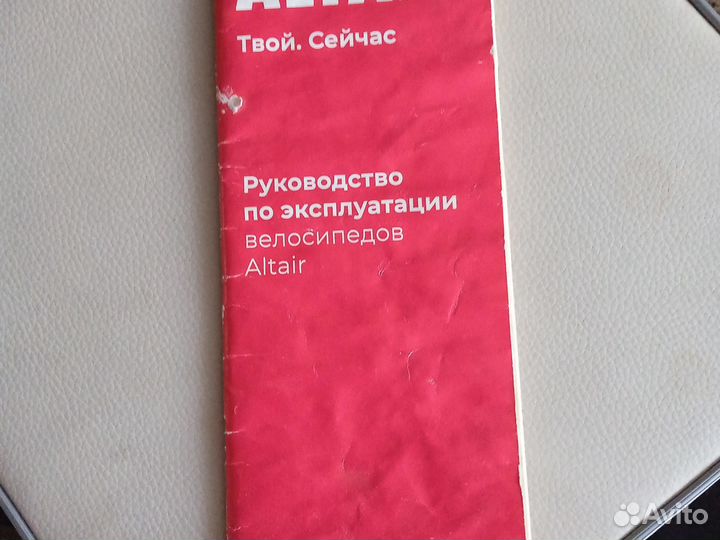 Твой. Сейчас
Руководство
по эксплуатации
велосипедов
Altair
Avito